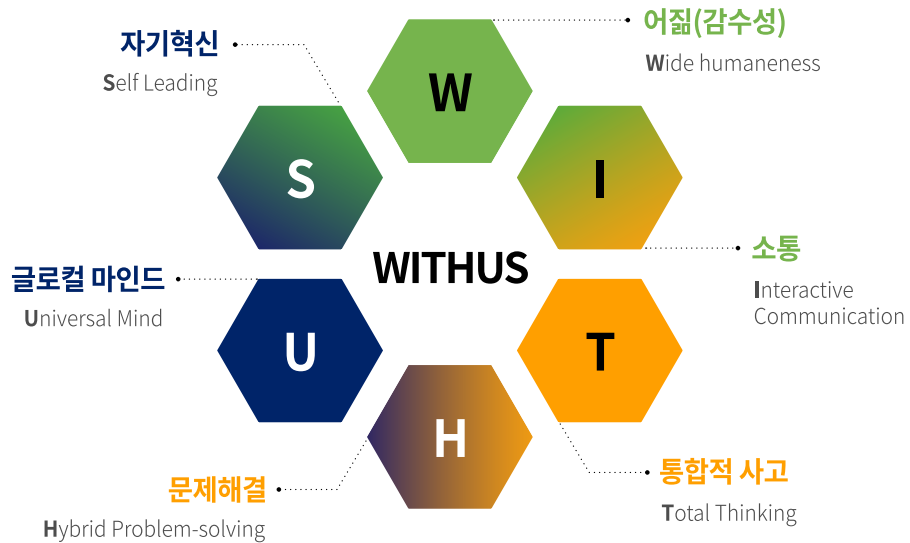 어짊(감수성)
Wide humaneness
자기혁신
Self Leading
W
S
I
소통
Interactive
Communication
WITHUS
글로컬 마인드
Universal Mind
U
T
H
통합적 사고
Total Thinking
문제해결
Hybrid Problem-solving